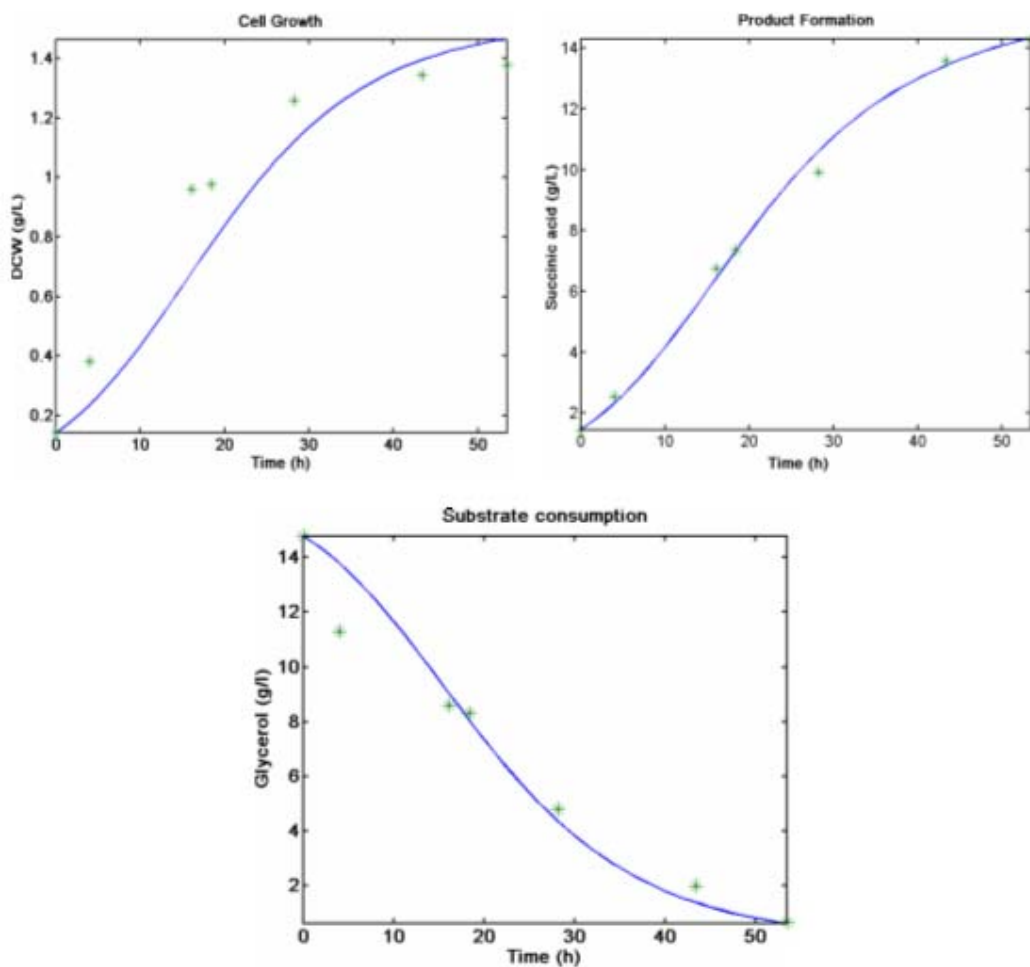 Cell Growth
DCW (g/L)
1.4
1.2
1
0.8
0.6
0.4
0.2
0 10 20 30 40 50
Time (h)
Product Formation
Succinic acid (g/L)
14
12
10
8
6
4
2
0 10 20 30 40 50
Time (h)
Substrate consumption
Glycerol (g/l)
14
12
10
8
6
4
2
0 10 20 30 40 50
Time (h)